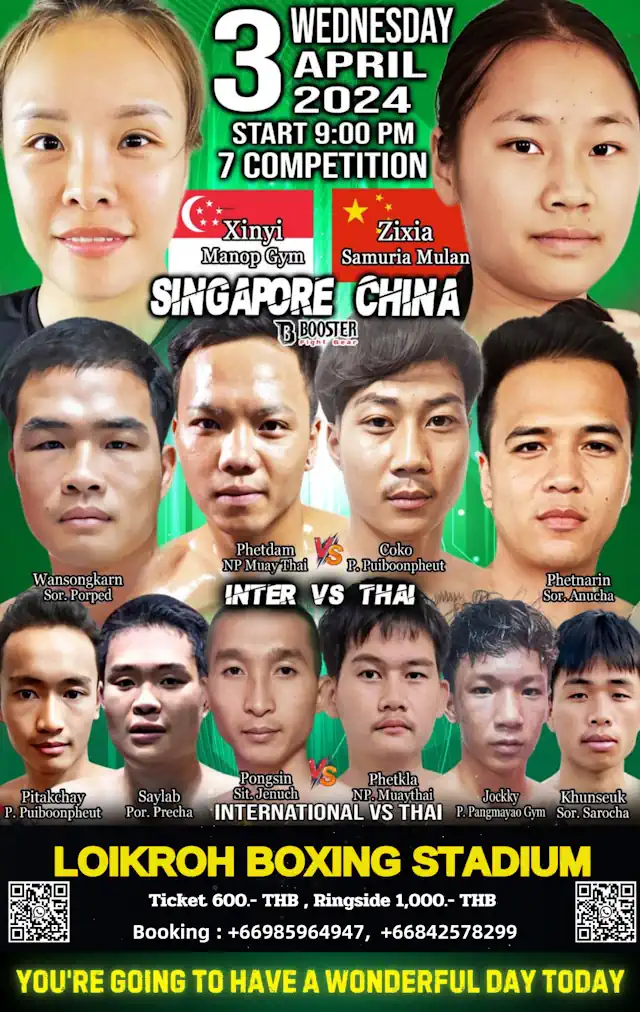 3 WEDNESDAY
APRIL
2024
START 9:00 PM
7 COMPETITION
Xinyi
Manop Gym
Zixia
Samuria Mulan
SINGAPORE CHINA
B BOOSTER
Fight Gear
Wansongkarn
Sor. Porped
Phetdam
NP Muay Thai
VS
Coko
P. Puiboonpheut
Phetnarin
Sor. Anucha
INTER VS THAI
Pitakchay
P. Puiboonpheut
Saylab
Por. Precha
Pongsin
Sit. Jenuch
VS
Phetkla
NP. Muaythai
Jockky
P. Pangmayao Gym
Khunseuk
Sor. Sarocha
INTERNATIONAL VS THAI
LOIKROH BOXING STADIUM
Ticket 600.- THB , Ringside 1,000.- THB
Booking : +66985964947, +66842578299
YOU'RE GOING TO HAVE A WONDERFUL DAY TODAY